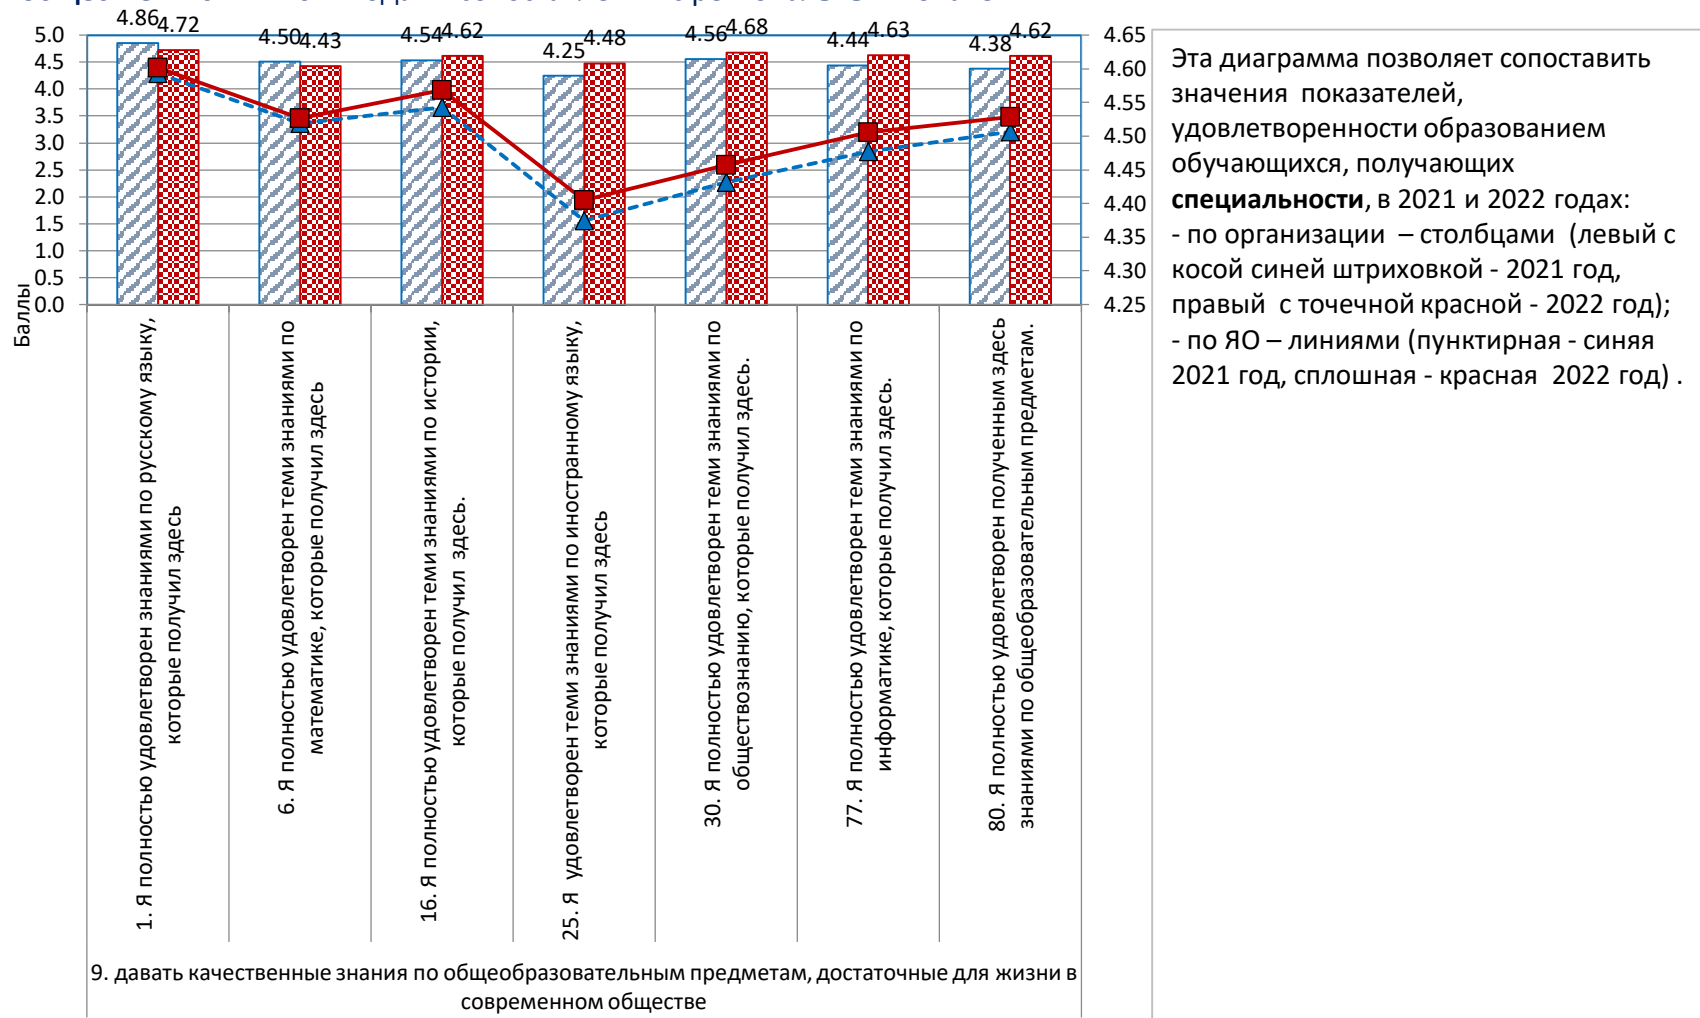 4.86
4.72
4.50
4.43
4.54
4.62
4.25
4.48
4.56
4.68
4.44
4.63
4.38
4.62
5.0
4.5
4.0
3.5
3.0
2.5
2.0
1.5
1.0
0.5
0.0
Баллы
4.65
4.60
4.55
4.50
4.45
4.40
4.35
4.30
4.25
1. Я полностью удовлетворен знаниями по русскому языку,
которые получил здесь
6. Я полностью удовлетворен теми знаниями по
математике, которые получил здесь
16. Я полностью удовлетворен теми знаниями по истории,
которые получил здесь.
25. Я удовлетворен теми знаниями по иностранному языку,
которые получил здесь
30. Я полностью удовлетворен теми знаниями по
обществознанию, которые получил здесь.
77. Я полностью удовлетворен теми знаниями по
информатике, которые получил здесь.
80. Я полностью удовлетворен полученным здесь
знаниями по общеобразовательным предметам.
9. давать качественные знания по общеобразовательным предметам, достаточные для жизни в
современном обществе
Эта диаграмма позволяет сопоставить
значения показателей,
удовлетворенности образованием
обучающихся, получающих
специальности, в 2021 и 2022 годах:
- по организации – столбцами (левый с
косой синей штриховкой - 2021 год,
правый с точечной красной - 2022 год);
- по ЯО – линиями (пунктирная - синяя
2021 год, сплошная - красная 2022 год) .